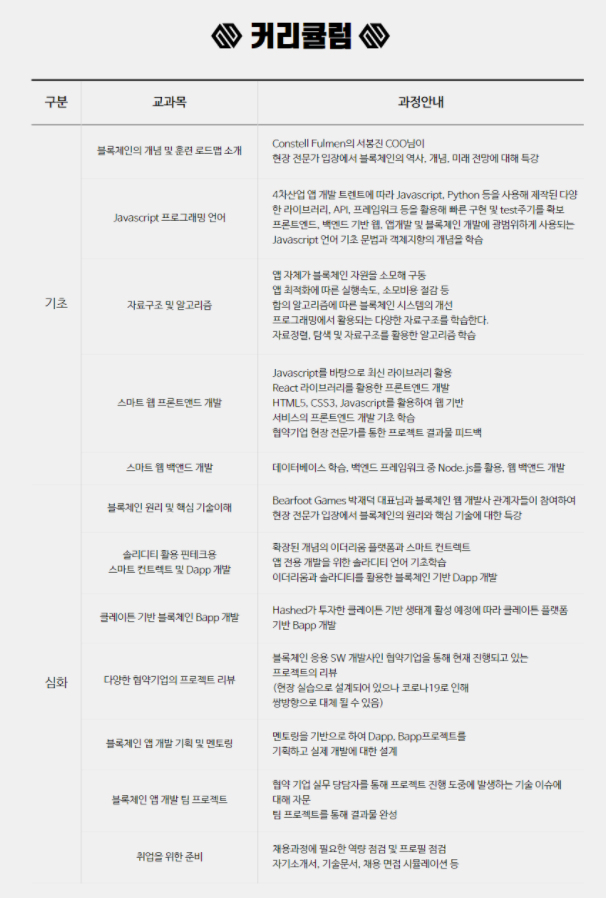 커리큘럼
구분 교과목 과정안내
기초
블록체인의 개념 및 훈련 로드맵 소개
Constell Fulmen의 서봉진 COO님이
현장 전문가 입장에서 블록체인의 역사, 개념, 미래 전망에 대해 특강
Javascript 프로그래밍 언어
4차산업 앱 개발 트렌트에 따라 Javascript, Python 등을 사용해 제작된 다양
한 라이브러리, API, 프레임워크 등을 활용해 빠른 구현 및 test주기를 확보
프론트엔드, 백엔드 기반 웹, 앱개발 및 블록체인 개발에 광범위하게 사용되는
Javascript 언어 기초 문법과 객체지향의 개념을 학습
자료구조 및 알고리즘
앱 자체가 블록체인 자원을 소모해 구동
앱 최적화에 따른 실행속도, 소모비용 절감 등
합의 알고리즘에 따른 블록체인 시스템의 개선
프로그래밍에서 활용되는 다양한 자료구조를 학습한다.
자료정렬, 탐색 및 자료구조를 활용한 알고리즘 학습
스마트 웹 프론트앤드 개발
Javascript를 바탕으로 최신 라이브러리 활용
React 라이브러리를 활용한 프론트엔드 개발
HTML5, CSS3, Javascript를 활용하여 웹 기반
서비스의 프론트엔드 개발 기초 학습
협약기업 현장 전문가를 통한 프로젝트 결과물 피드백
스마트 웹 백앤드 개발
데이터베이스 학습, 백엔드 프레임워크 중 Node.js를 활용, 웹 백앤드 개발
심화
블록체인 원리 및 핵심 기술이해
Bearfoot Games 박재덕 대표님과 블록체인 웹 개발사 관계자들이 참여하여
현장 전문가 입장에서 블록체인의 원리와 핵심 기술에 대한 특강
솔리디티 활용 핀테크용
스마트 컨트렉트 및 Dapp 개발
확장된 개념의 이더리움 플랫폼과 스마트 컨트렉트
앱 전용 개발을 위한 솔라디티 언어 기초학습
이더리움과 솔라디티를 활용한 블록체인 기반 Dapp 개발
클레이튼 기반 블록체인 Bapp 개발
Hashed가 투자한 클레이튼 기반 생태계 활성 예정에 따라 클레이튼 플랫폼
기반 Bapp 개발
다양한 협약기업의 프로젝트 리뷰
블록체인 응용 SW 개발사인 협약기업을 통해 현재 진행되고 있는
프로젝트의 리뷰
(현장 실습으로 설계되어 있으나 코로나19로 인해
쌍방향으로 대체 될 수 있음)
블록체인 앱 개발 기획 및 멘토링
멘토링을 기반으로 하여 Dapp, Bapp프로젝트를
기획하고 실제 개발에 대한 설계
블록체인 앱 개발 팀 프로젝트
협약 기업 실무 담당자를 통해 프로젝트 진행 도중에 발생하는 기술 이슈에
대해 자문
팀 프로젝트를 통해 결과물 완성
취업을 위한 준비
채용과정에 필요한 역량 점검 및 프로필 점검
자기소개서, 기술문서, 채용 면접 시뮬레이션 등